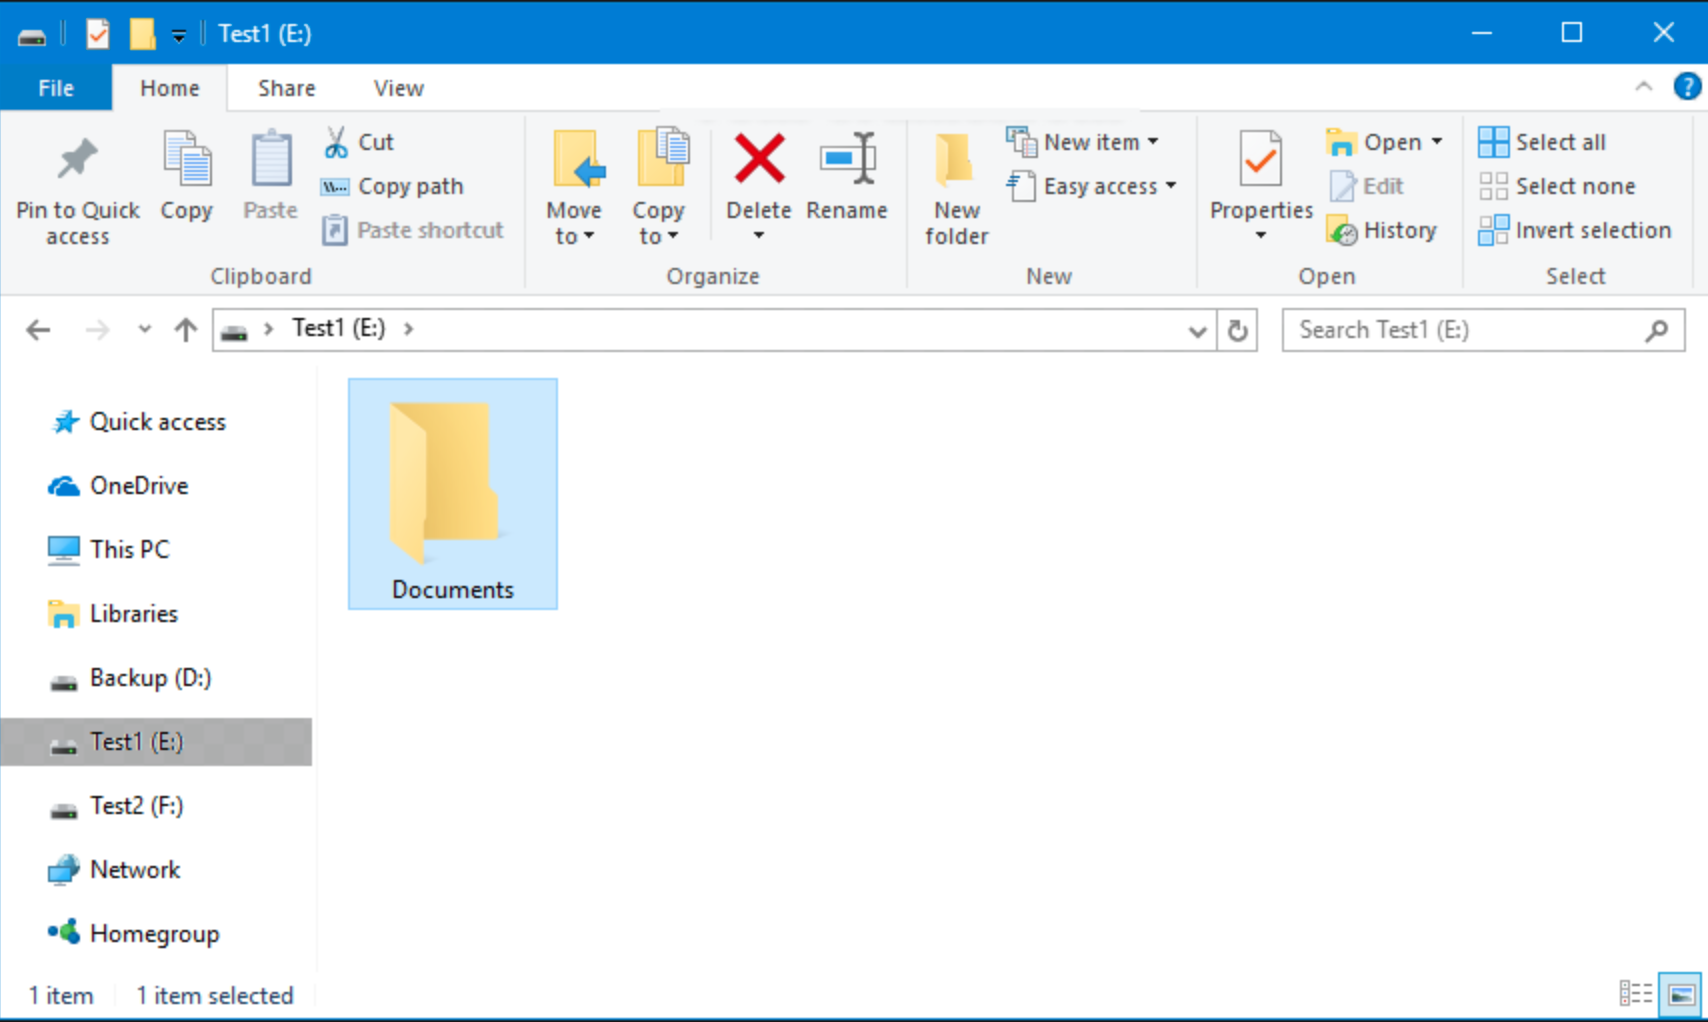 Test1 (E:)
File Home Share View
Pin to Quick access
Copy
Paste
Cut
Copy path
Paste shortcut
Clipboard
Move to
Copy to
Delete
Rename
Organize
New folder
New item
Easy access
New
Properties
Open
Edit
History
Open
Select all
Select none
Invert selection
Select
Test1 (E:)
Search Test1 (E:)
Quick access
OneDrive
This PC
Libraries
Backup (D:)
Test1 (E:)
Test2 (F:)
Network
Homegroup
Documents
1 item 1 item selected